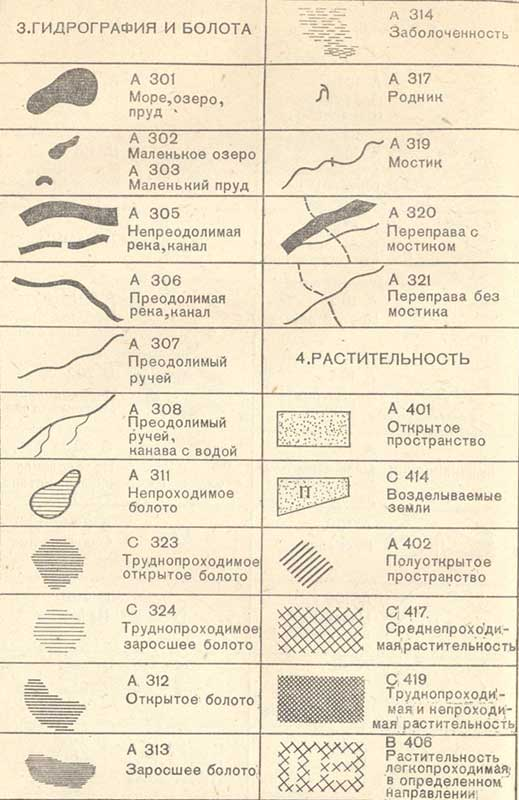 3.ГИДРОГРАФИЯ И БОЛОТА
А 301
Море,озеро,
пруд
А 302
Маленькое озеро
А 303
Маленький пруд
А 305
Непреодолимая
река,канал
А 306
Преодолимая
река,канал
А 307
Преодолимый
ручей
А 308
Преодолимый
ручей,
канава с водой
А 311
Непроходимое
болото
С 323
Труднопроходимое
открытое болото
С 324
Труднопроходимое
заросшее болото
А 312
Открытое болото
А 313
Заросшее болото
А 314
Заболоченность
А 317
Родник
А 319
Мостик
А 320
Переправа с
мостиком
А 321
Переправа без
мостика
4.РАСТИТЕЛЬНОСТЬ
А 401
Открытое
пространство
П
С 414
Возделываемые
земли
А 402
Полуоткрытое
пространство
С 417.
Среднепроходи-
мая растительность
С 419
Труднопроходи-
мая и непроходи-
мая растительность
В 406
Растительность
легкопроходимая
в определенном
направлении